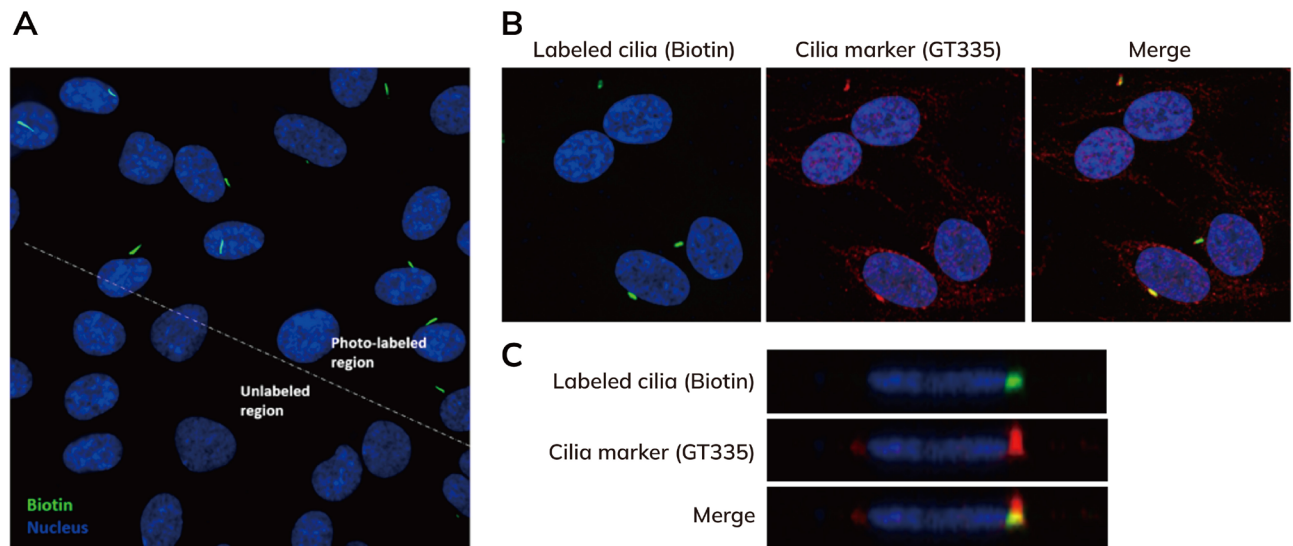 A
Photo-labeled
region
Unlabeled
region
Biotin
Nucleus
B
Labeled cilia (Biotin)
Cilia marker (GT335)
Merge
C
Labeled cilia (Biotin)
Cilia marker (GT335)
Merge